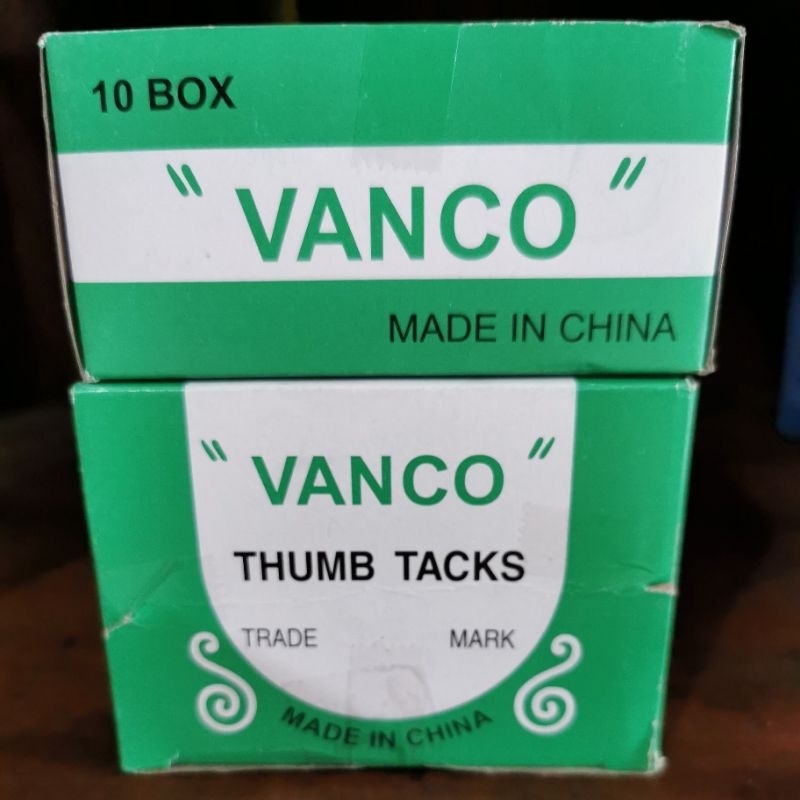 10 BOX
" VANCO "
MADE IN CHINA
" VANCO "
THUMB TACKS
TRADE MARK
MADE IN CHINA